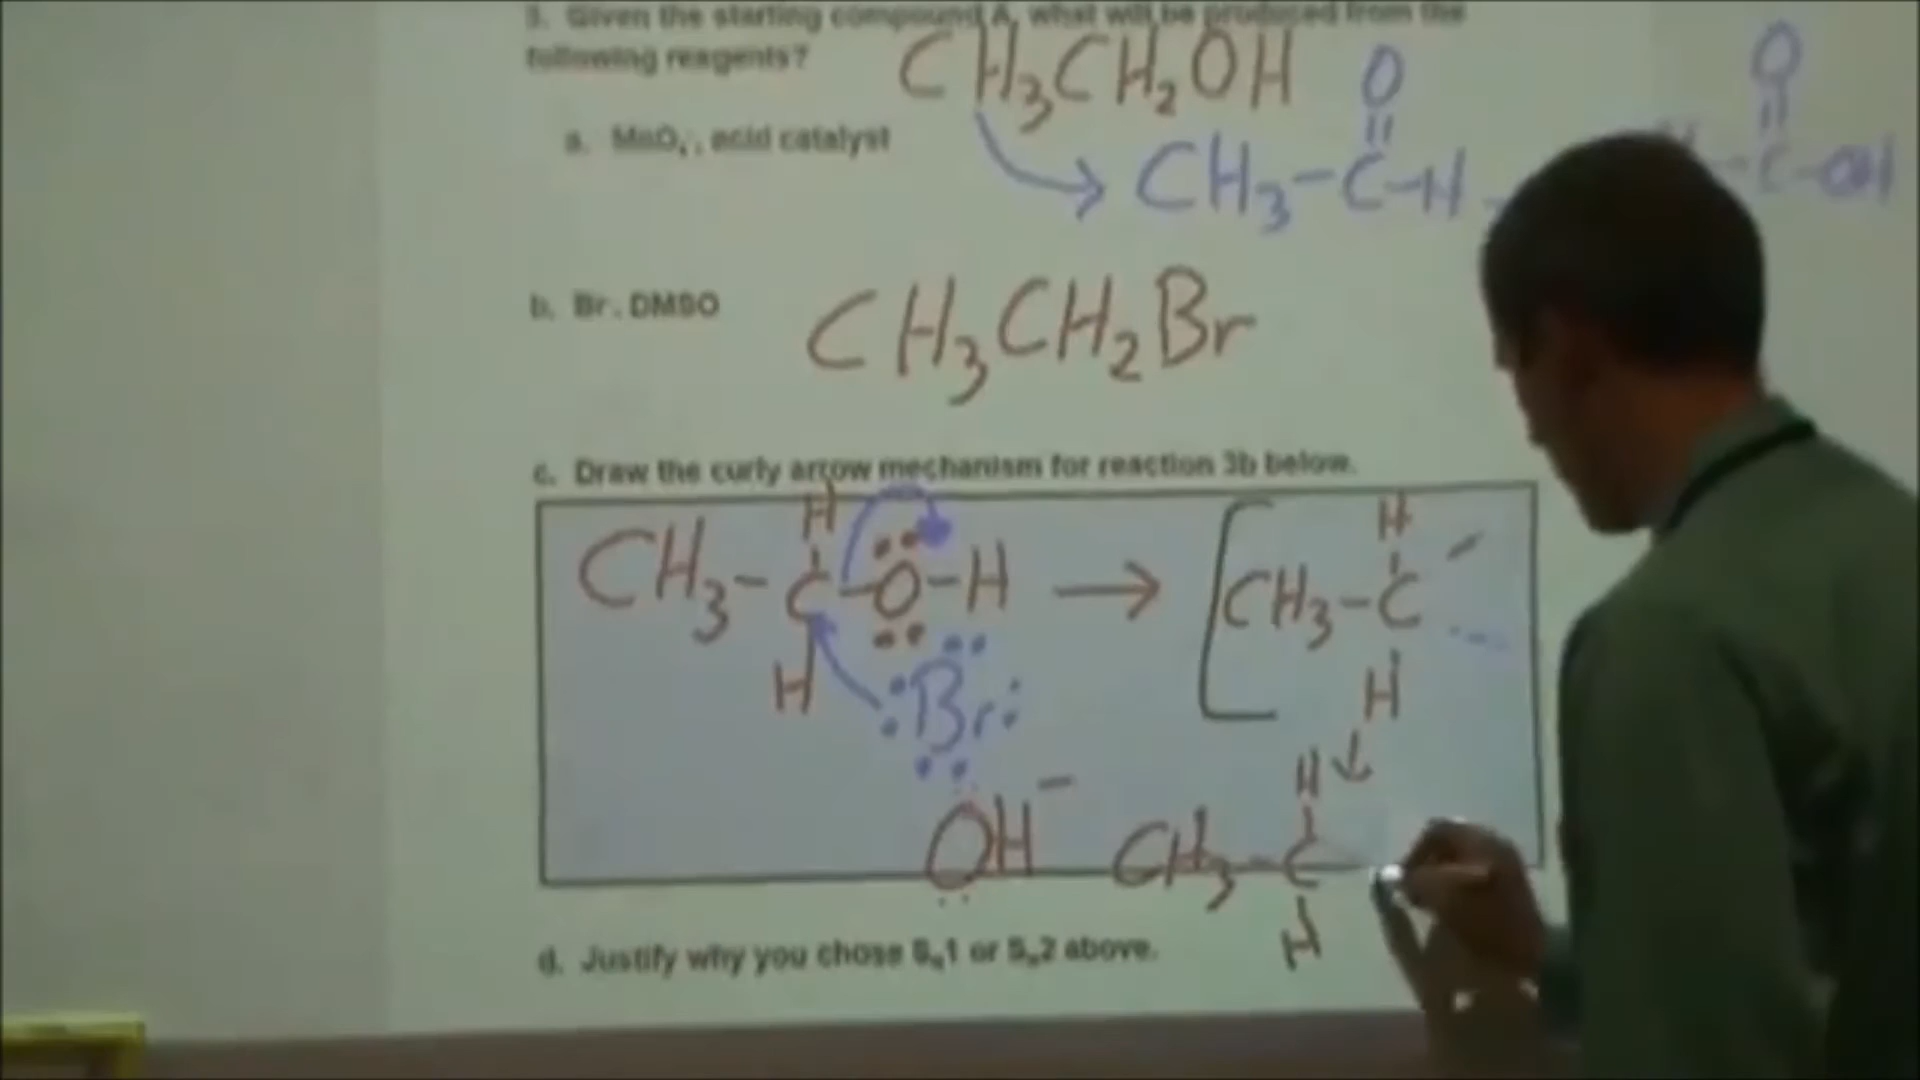 3. Given the starting compound A, what will be produced from the
following reagents?
CH₃CH₂OH
a. MnO₄⁻, acid catalyst
O
||
CH₃-C-H
O
||
-C-OH
b. Br⁻, DMSO
CH₃CH₂Br
c. Draw the curly arrow mechanism for reaction 3b below.
H
CH₃-C-O-H → [CH₃-C
H
:Br:
H
CH₃-C
H
OH⁻
H
CH₃-C
H
d. Justify why you chose Sₙ1 or Sₙ2 above.